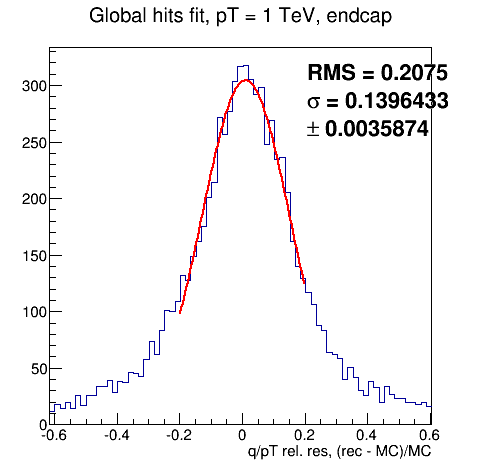 Global hits fit, pT = 1 TeV, endcap
RMS = 0.2075
σ = 0.1396433
± 0.0035874
300
250
200
150
100
50
0
-0.6 -0.4 -0.2 0 0.2 0.4 0.6
q/pT rel. res, (rec - MC)/MC